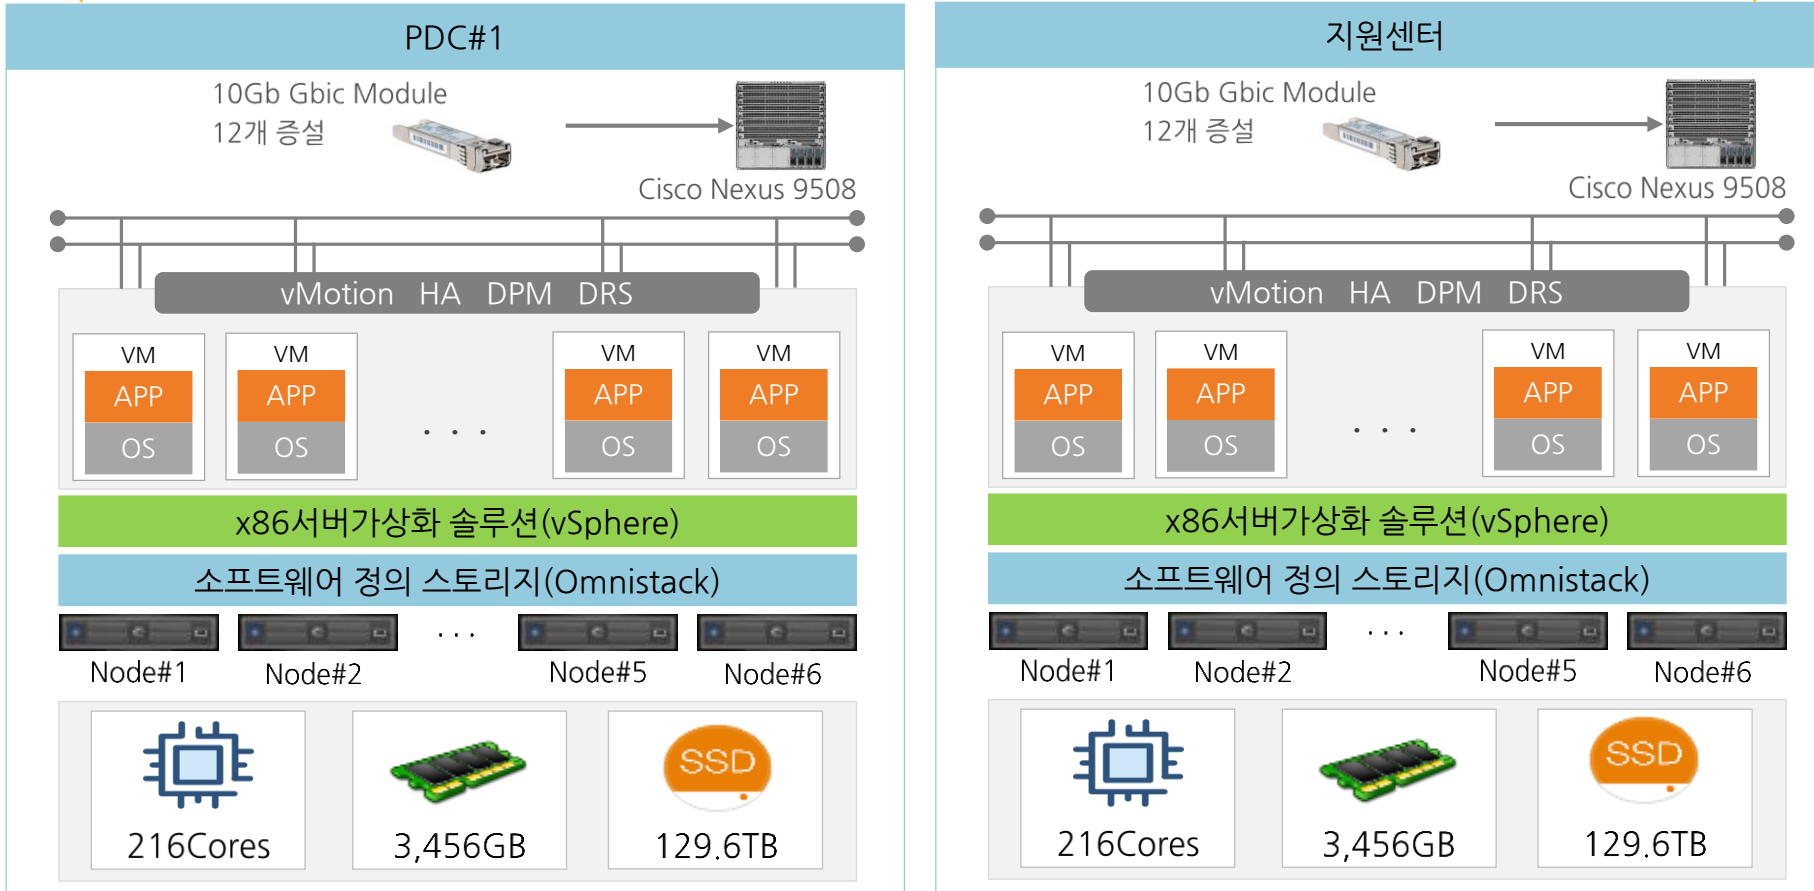 PDC#1
10Gb Gbic Module
12개 증설
Cisco Nexus 9508
vMotion HA DPM DRS
VM VM VM VM
APP APP . . . APP APP
OS OS OS OS
x86서버가상화 솔루션(vSphere)
소프트웨어 정의 스토리지(Omnistack)
. . .
Node#1 Node#2 Node#5 Node#6
SSD
216Cores 3,456GB 129.6TB
지원센터
10Gb Gbic Module
12개 증설
Cisco Nexus 9508
vMotion HA DPM DRS
VM VM VM VM
APP APP . . . APP APP
OS OS OS OS
x86서버가상화 솔루션(vSphere)
소프트웨어 정의 스토리지(Omnistack)
. . .
Node#1 Node#2 Node#5 Node#6
SSD
216Cores 3,456GB 129.6TB